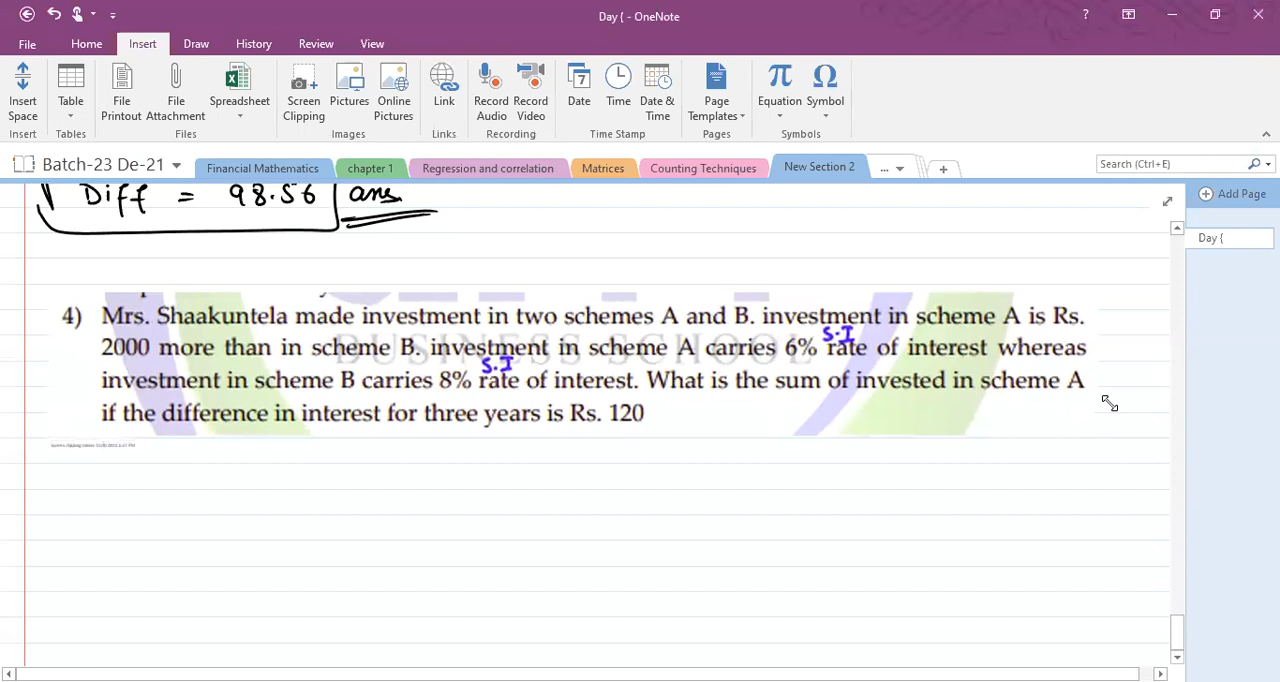 Day { - OneNote
?
File
Home
Insert
Draw
History
Review
View
Insert Space
Table
File Printout
File Attachment
Spreadsheet
Screen Clipping
Pictures
Online Pictures
Link
Record Audio
Record Video
Date
Time
Date & Time
Page Templates
Equation
Symbol
Insert
Tables
Files
Images
Links
Recording
Time Stamp
Pages
Symbols
Batch-23 De-21
Financial Mathematics
chapter 1
Regression and correlation
Matrices
Counting Techniques
New Section 2
...
Search (Ctrl+E)
Add Page
Day {
Diff = 98.56 ans
4) Mrs. Shaakuntela made investment in two schemes A and B. investment in scheme A is Rs.
S.I
2000 more than in scheme B. investment in scheme A carries 6% rate of interest whereas
S.I
investment in scheme B carries 8% rate of interest. What is the sum of invested in scheme A
if the difference in interest for three years is Rs. 120
BUSINESS SCHOOL